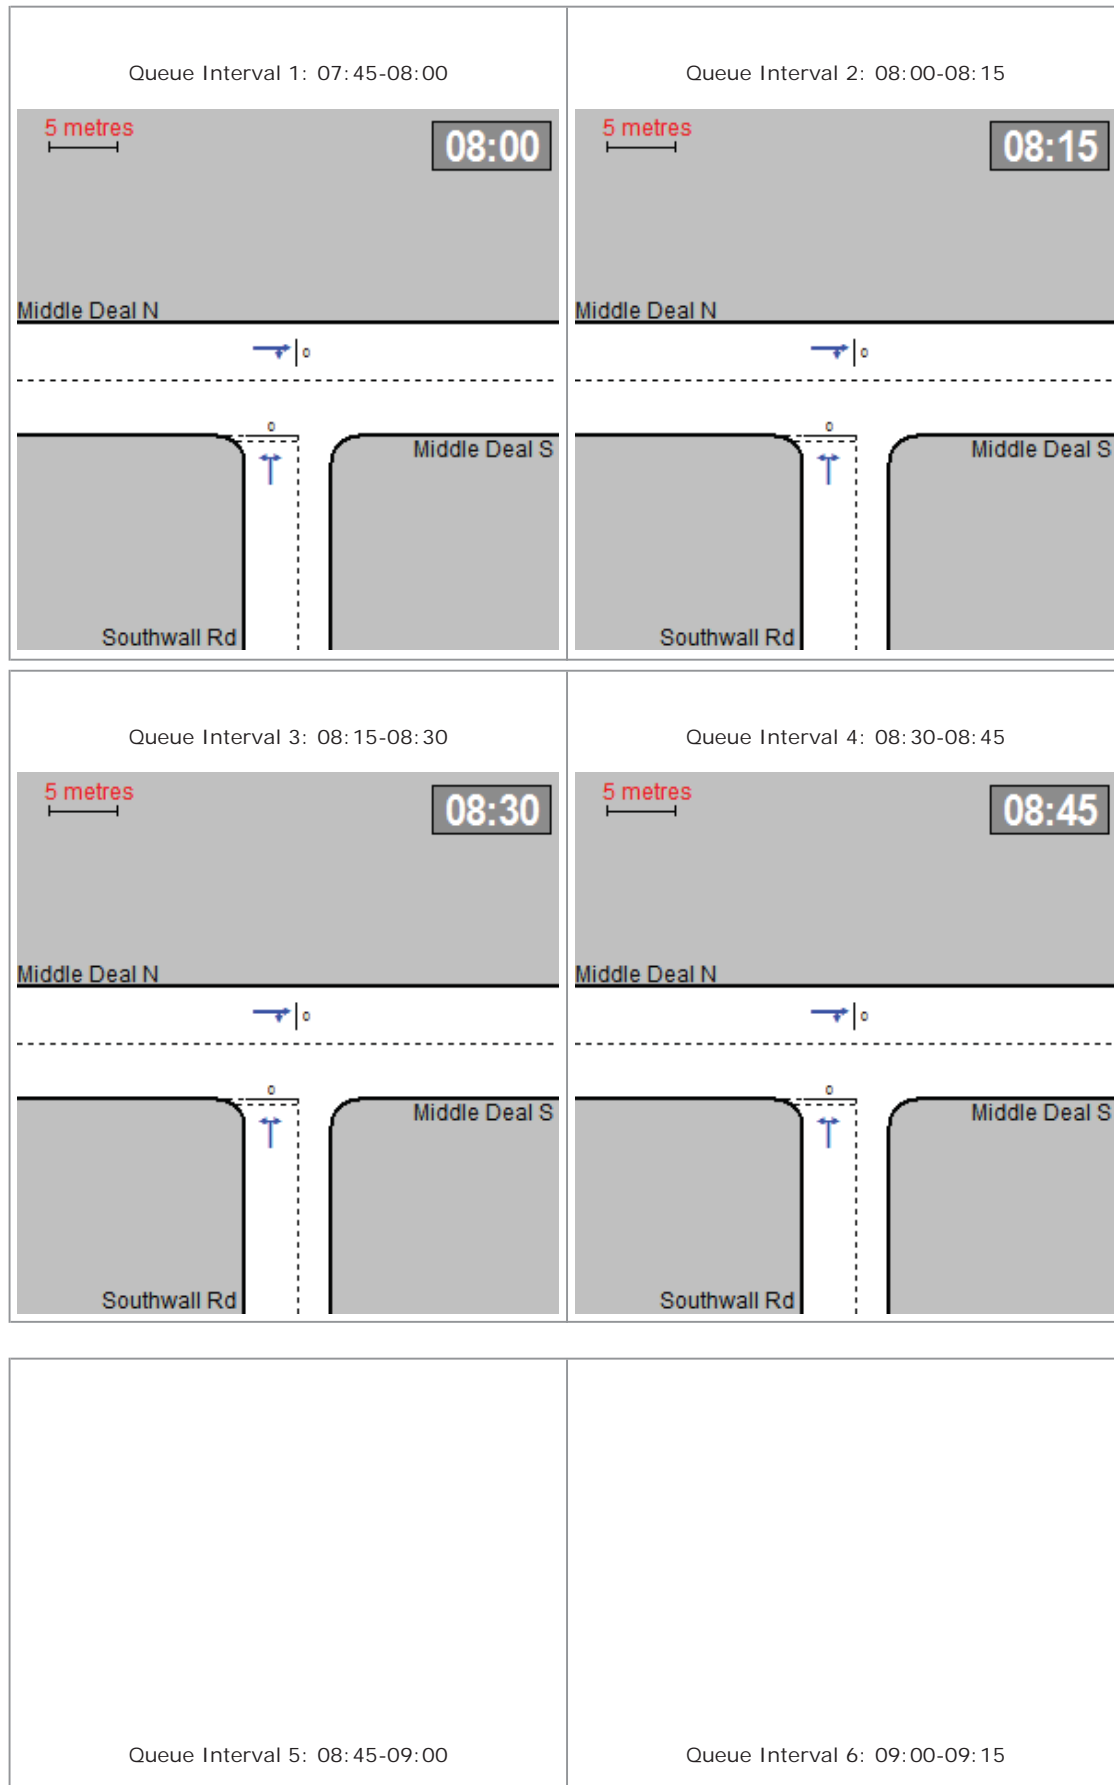 Queue Interval 1: 07:45-08:00
5 metres
08:00
Middle Deal N
0
0
Middle Deal S
Southwall Rd
Queue Interval 2: 08:00-08:15
5 metres
08:15
Middle Deal N
0
0
Middle Deal S
Southwall Rd
Queue Interval 3: 08:15-08:30
5 metres
08:30
Middle Deal N
0
0
Middle Deal S
Southwall Rd
Queue Interval 4: 08:30-08:45
5 metres
08:45
Middle Deal N
0
0
Middle Deal S
Southwall Rd
Queue Interval 5: 08:45-09:00
Queue Interval 6: 09:00-09:15